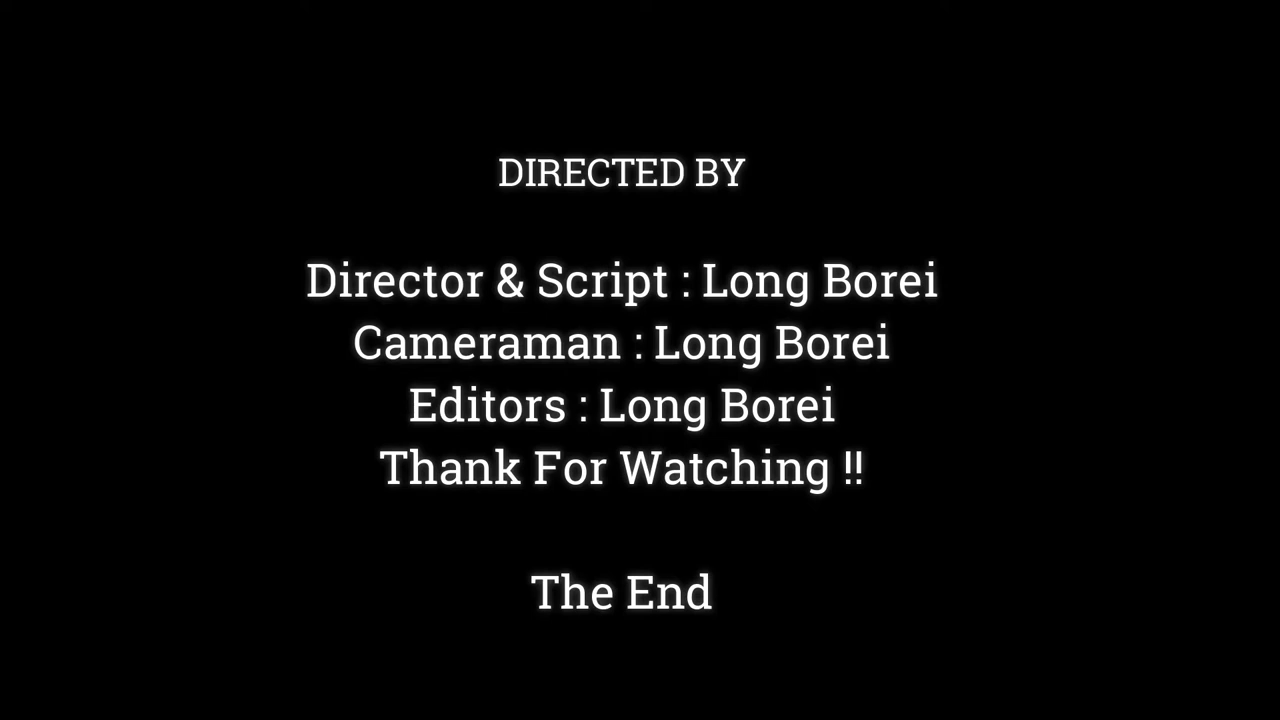 DIRECTED BY
Director & Script : Long Borei
Cameraman : Long Borei
Editors : Long Borei
Thank For Watching !!
The End